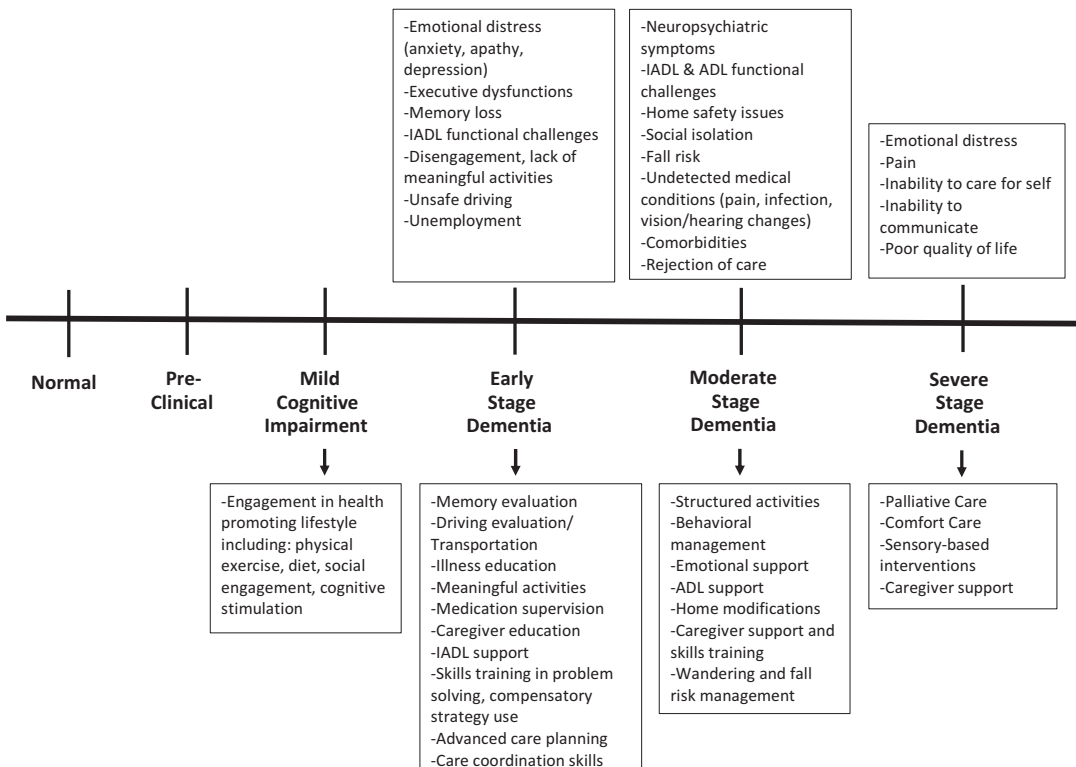 -Emotional distress
(anxiety, apathy,
depression)
-Executive dysfunctions
-Memory loss
-IADL functional challenges
-Disengagement, lack of
meaningful activities
-Unsafe driving
-Unemployment
-Neuropsychiatric
symptoms
-IADL & ADL functional
challenges
-Home safety issues
-Social isolation
-Fall risk
-Undetected medical
conditions (pain, infection,
vision/hearing changes)
-Comorbidities
-Rejection of care
-Emotional distress
-Pain
-Inability to care for self
-Inability to
communicate
-Poor quality of life
Normal
Pre-
Clinical
Mild
Cognitive
Impairment
Early
Stage
Dementia
Moderate
Stage
Dementia
Severe
Stage
Dementia
-Engagement in health
promoting lifestyle
including: physical
exercise, diet, social
engagement, cognitive
stimulation
-Memory evaluation
-Driving evaluation/
Transportation
-Illness education
-Meaningful activities
-Medication supervision
-Caregiver education
-IADL support
-Skills training in problem
solving, compensatory
strategy use
-Advanced care planning
-Care coordination skills
-Structured activities
-Behavioral
management
-Emotional support
-ADL support
-Home modifications
-Caregiver support and
skills training
-Wandering and fall
risk management
-Palliative Care
-Comfort Care
-Sensory-based
interventions
-Caregiver support